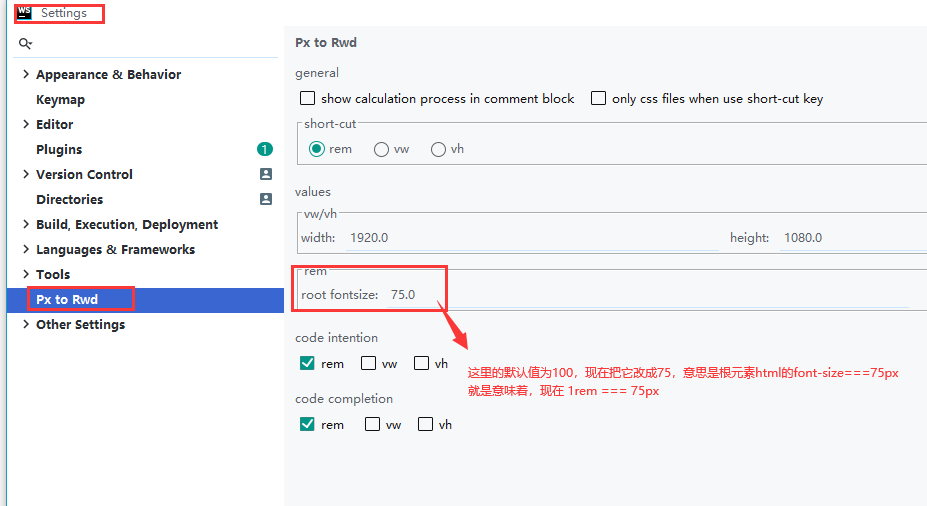 WS Settings
Appearance & Behavior
Keymap
Editor
Plugins 1
Version Control
Directories
Build, Execution, Deployment
Languages & Frameworks
Tools
Px to Rwd
Other Settings
Px to Rwd
general
show calculation process in comment block only css files when use short-cut key
short-cut
rem vw vh
values
vw/vh
width: 1920.0 height: 1080.0
rem
root fontsize: 75.0
code intention
rem vw vh
这里的默认值为100，现在把它改成75，意思是根元素html的font-size===75px
就是意味着，现在 1rem === 75px
code completion
rem vw vh